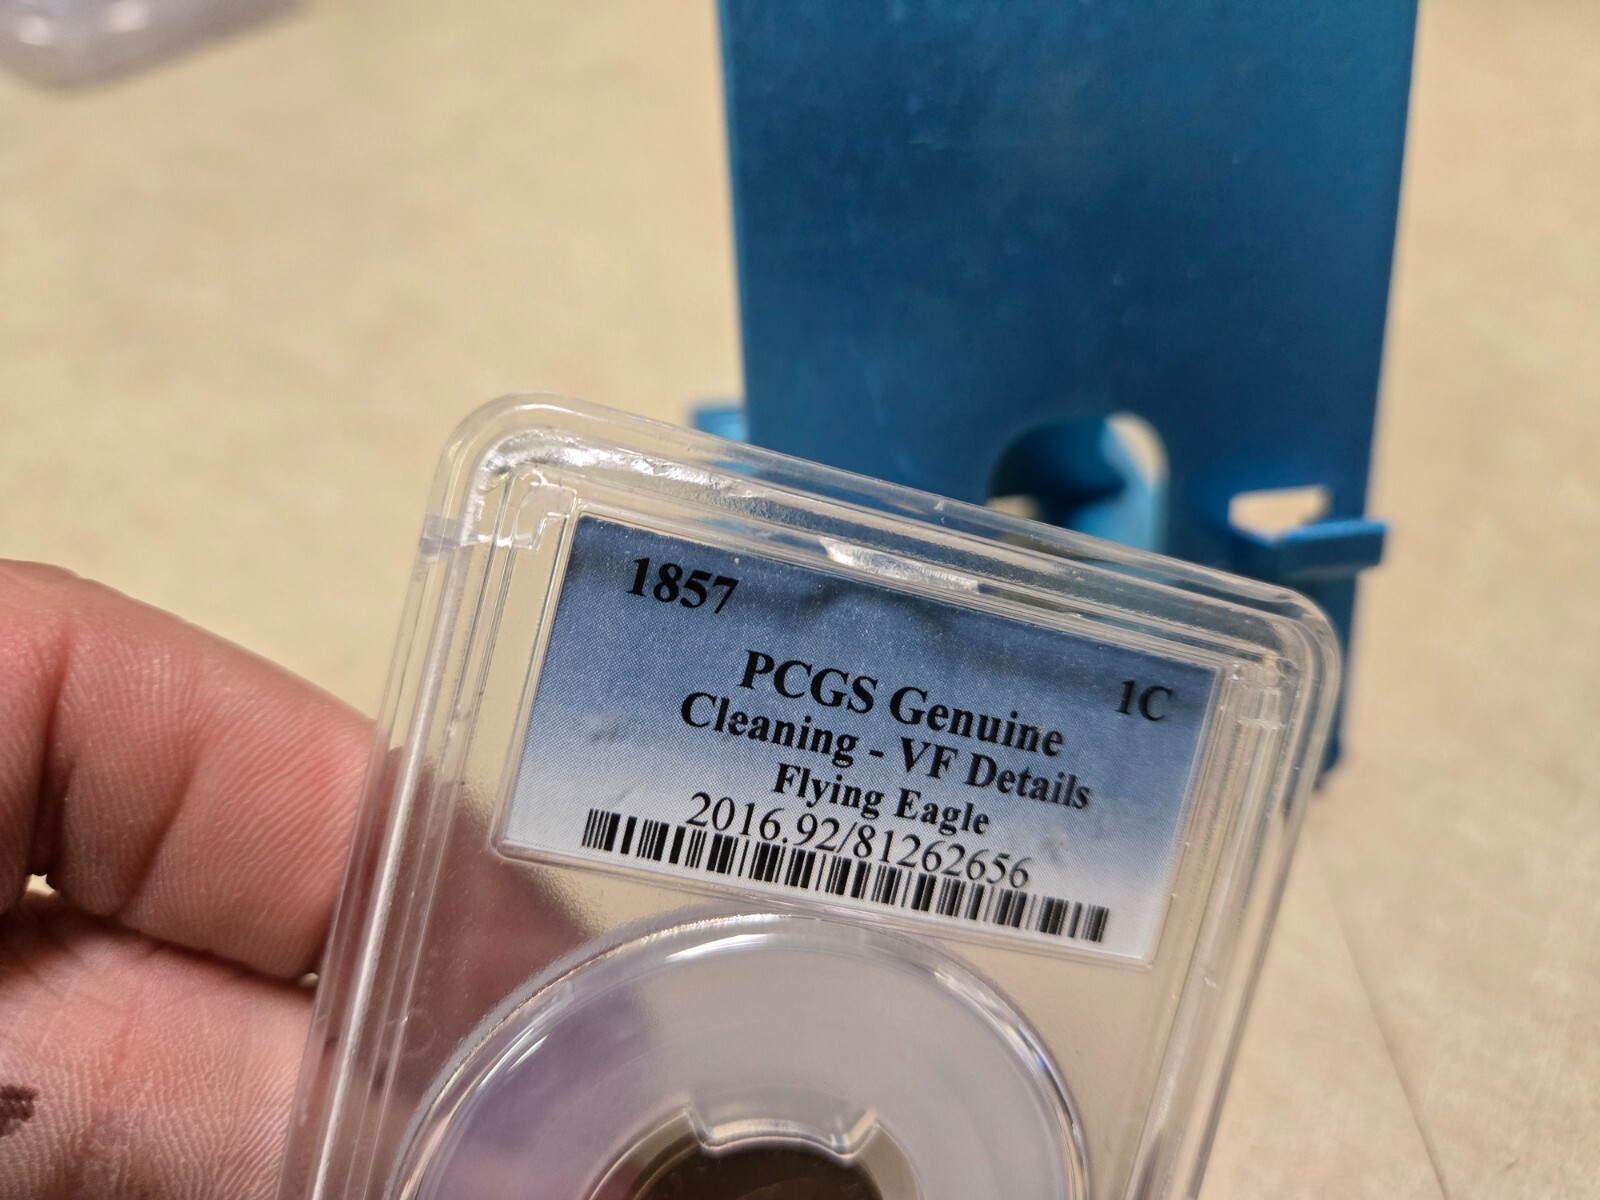 1857
1C
PCGS Genuine
Cleaning - VF Details
Flying Eagle
2016.92/81262656